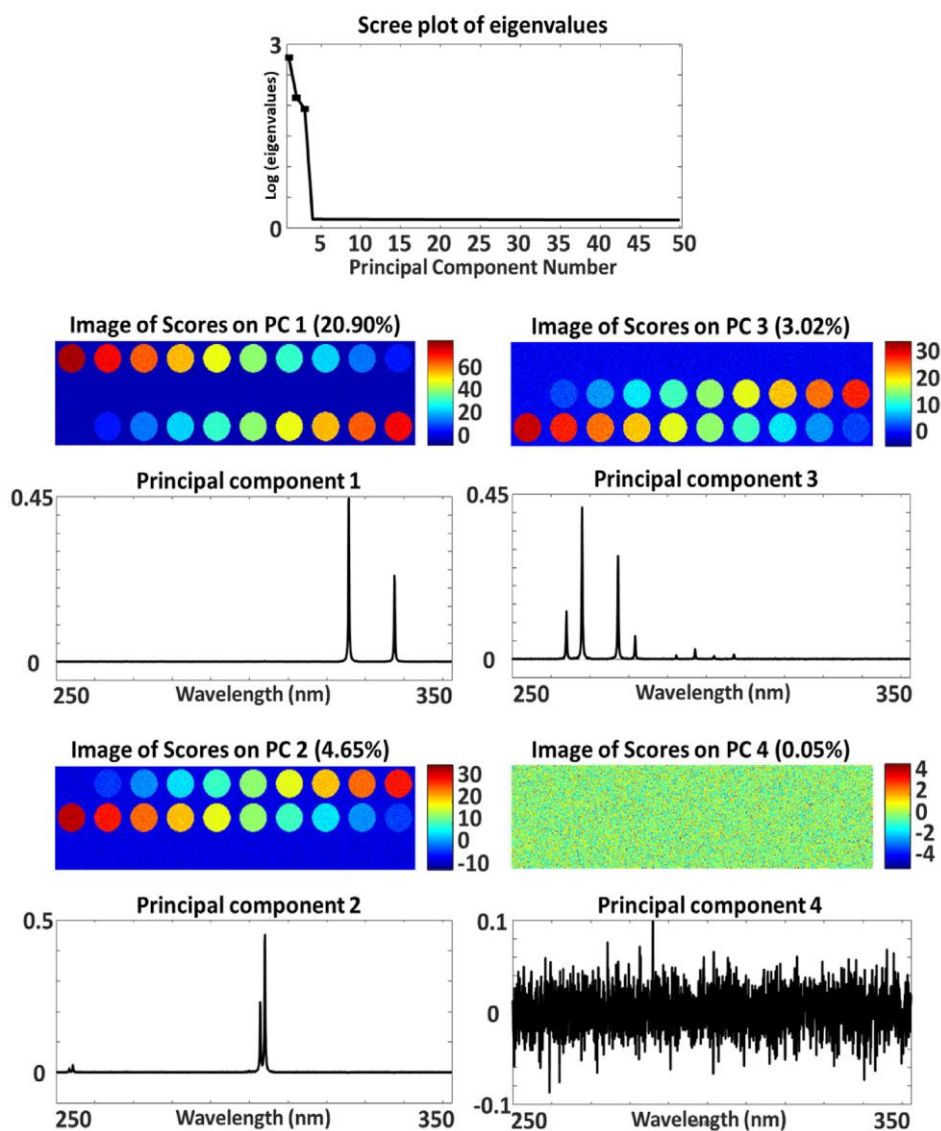 Scree plot of eigenvalues
3
Log (eigenvalues)
0
5 10 15 20 25 30 35 40 45 50
Principal Component Number
Image of Scores on PC 1 (20.90%)
60
40
20
0
Image of Scores on PC 3 (3.02%)
30
20
10
0
Principal component 1
0.45
0
250 Wavelength (nm) 350
Principal component 3
0.45
0
250 Wavelength (nm) 350
Image of Scores on PC 2 (4.65%)
30
20
10
0
-10
Image of Scores on PC 4 (0.05%)
4
2
0
-2
-4
Principal component 2
0.5
0
250 Wavelength (nm) 350
Principal component 4
0.1
0
-0.1
250 Wavelength (nm) 350